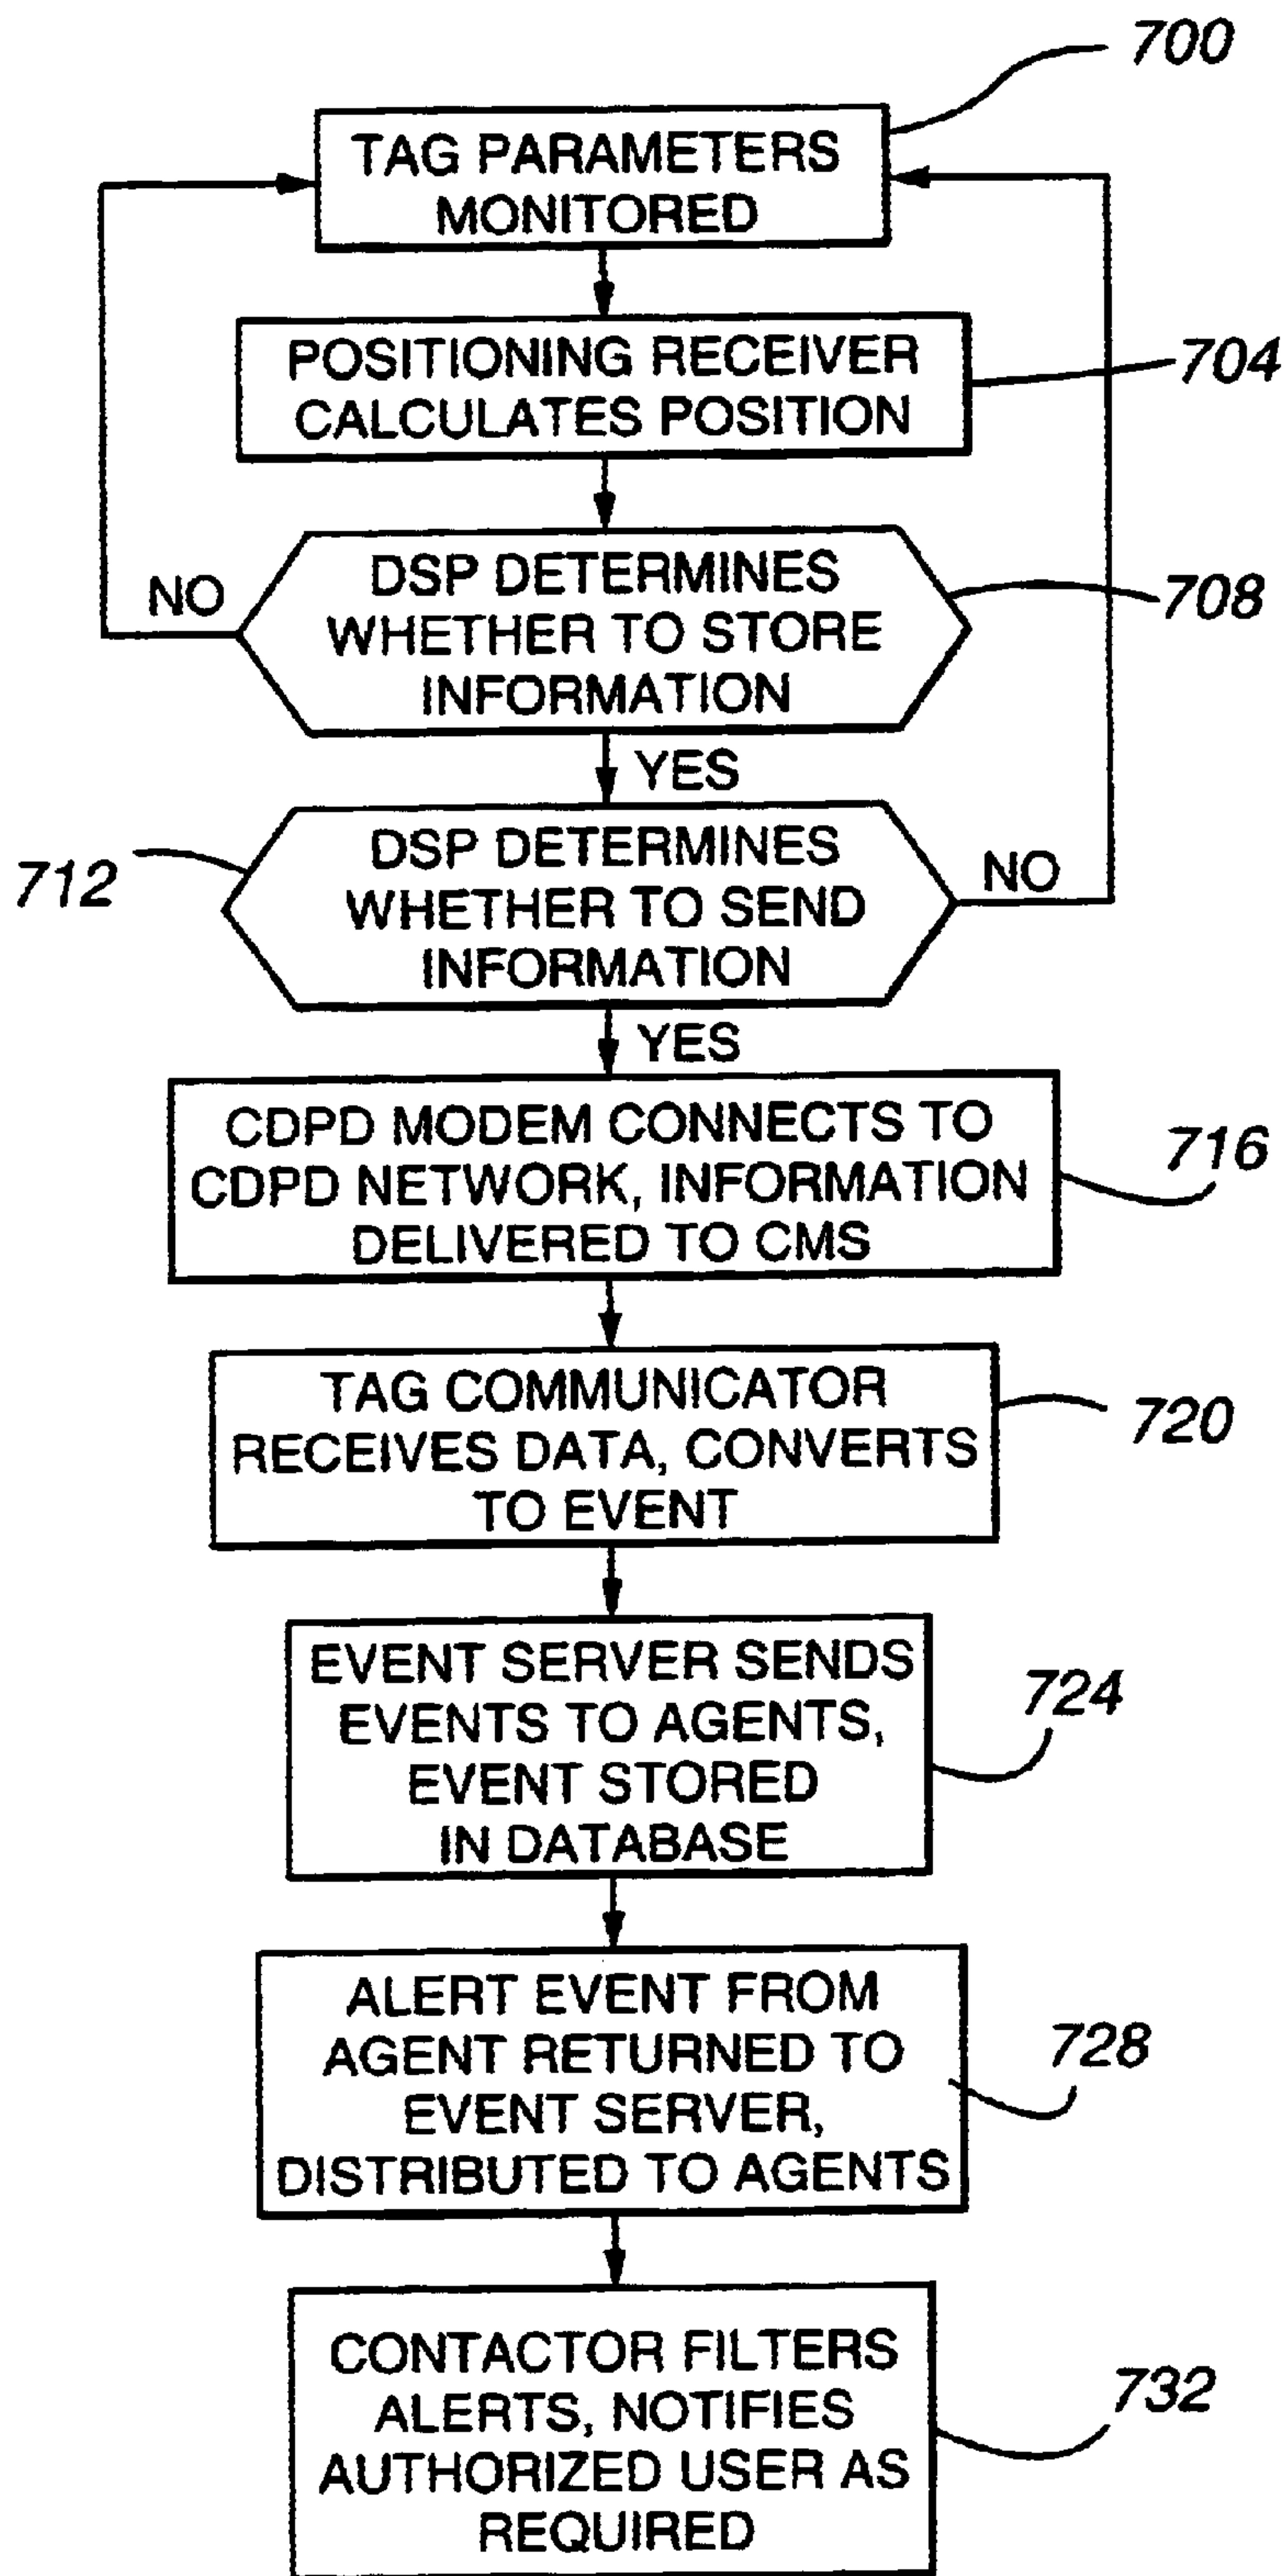 700
TAG PARAMETERS
MONITORED
POSITIONING RECEIVER
CALCULATES POSITION
704
DSP DETERMINES
WHETHER TO STORE
INFORMATION
NO
708
YES
DSP DETERMINES
WHETHER TO SEND
INFORMATION
712
NO
YES
CDPD MODEM CONNECTS TO
CDPD NETWORK, INFORMATION
DELIVERED TO CMS
716
TAG COMMUNICATOR
RECEIVES DATA, CONVERTS
TO EVENT
720
EVENT SERVER SENDS
EVENTS TO AGENTS,
EVENT STORED
IN DATABASE
724
ALERT EVENT FROM
AGENT RETURNED TO
EVENT SERVER,
DISTRIBUTED TO AGENTS
728
CONTACTOR FILTERS
ALERTS, NOTIFIES
AUTHORIZED USER AS
REQUIRED
732